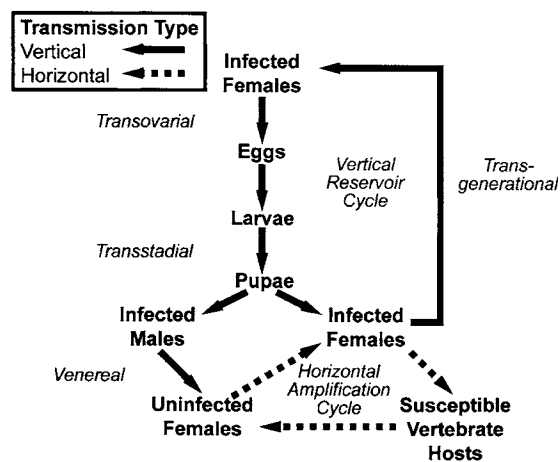 Transmission Type
Vertical
Horizontal
Infected
Females
Transovarial
Eggs
Vertical
Reservoir
Cycle
Trans-
generational
Larvae
Transstadial
Pupae
Infected
Males
Infected
Females
Venereal
Horizontal
Amplification
Cycle
Uninfected
Females
Susceptible
Vertebrate
Hosts